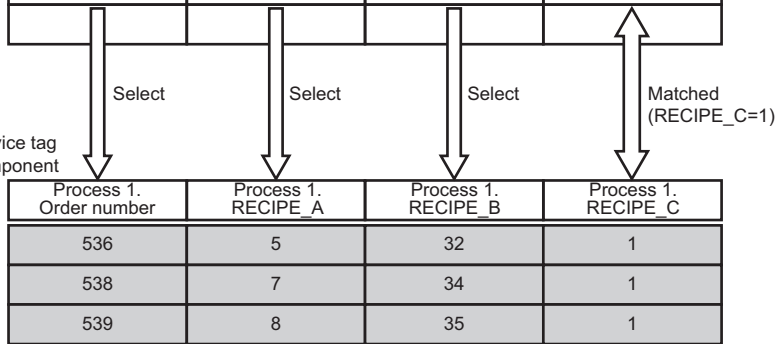 Select
Select
Select
Matched
(RECIPE_C=1)
Process 1.
Order number
Process 1.
RECIPE_A
Process 1.
RECIPE_B
Process 1.
RECIPE_C
536 5 32 1
538 7 34 1
539 8 35 1
tag